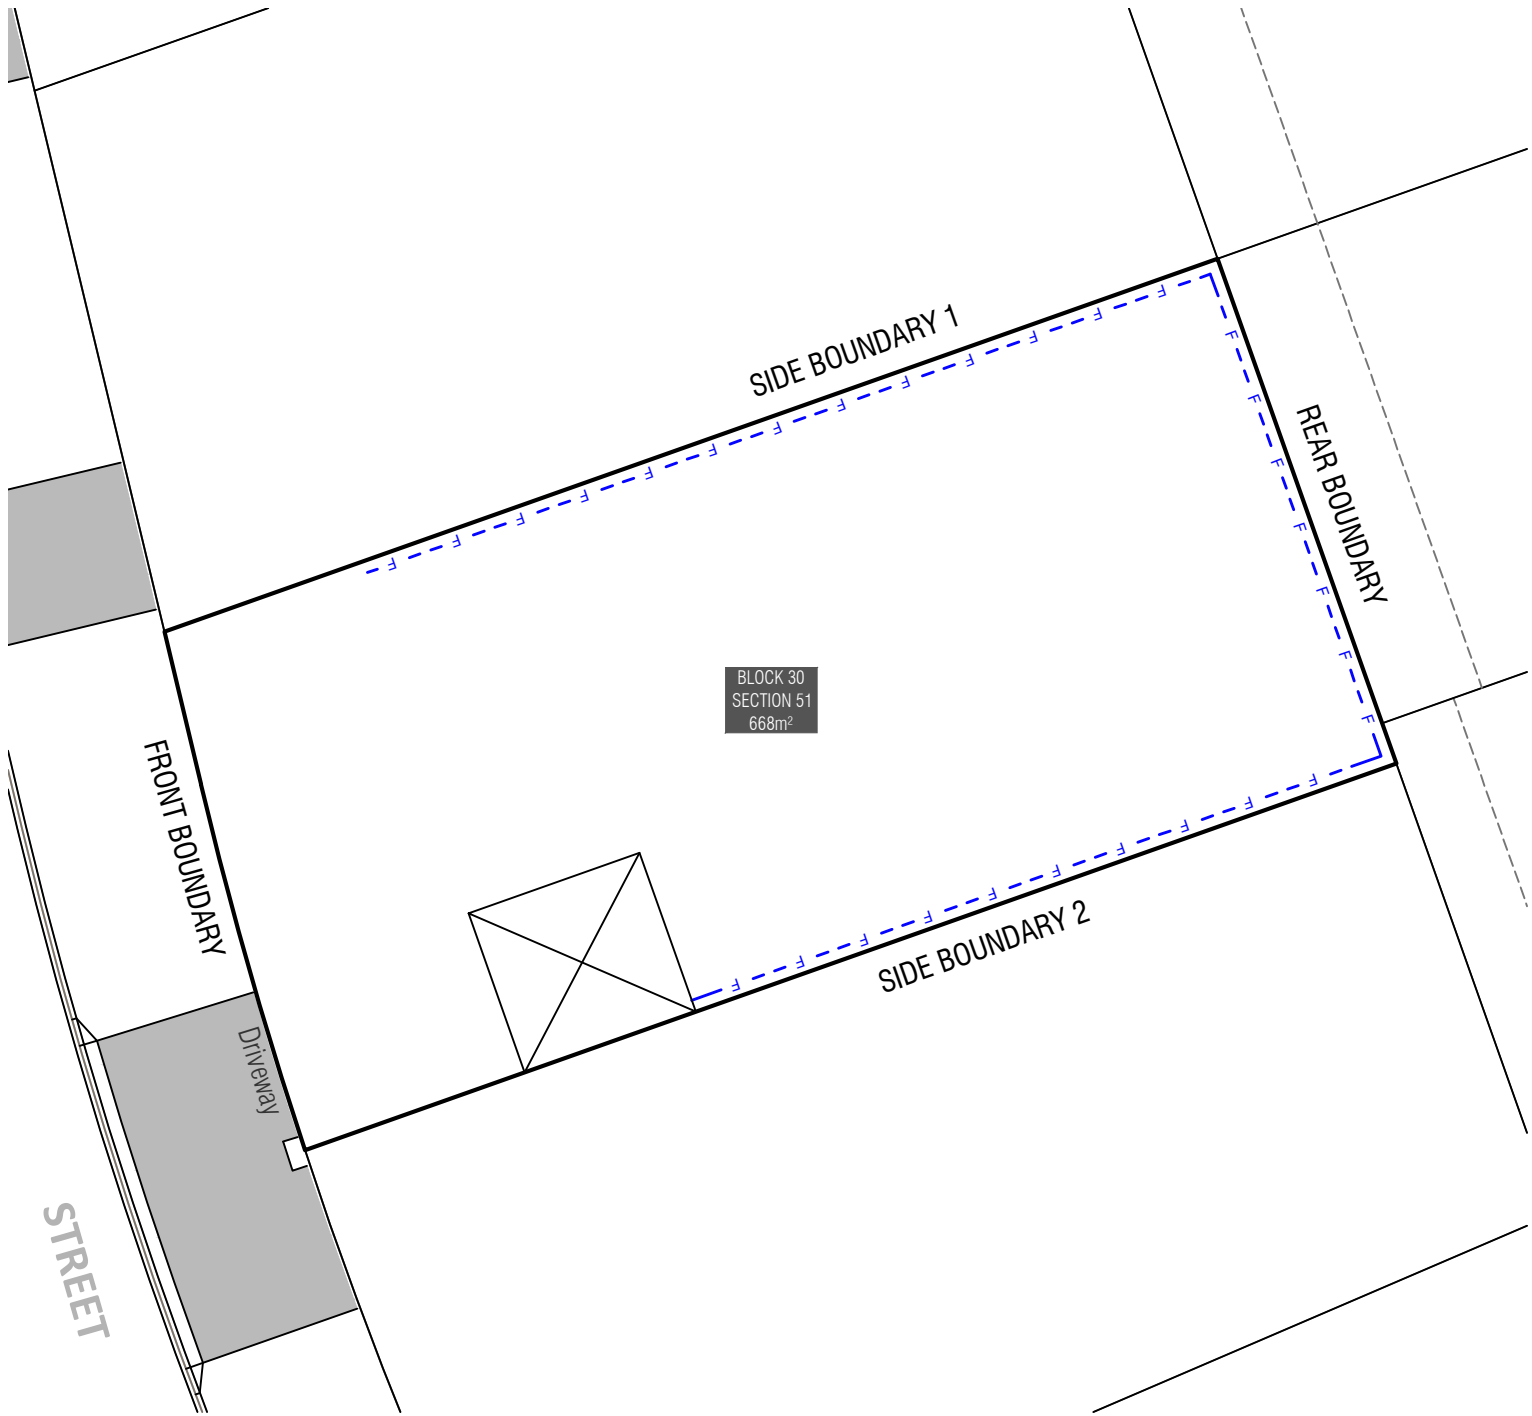 SIDE BOUNDARY 1
F F F F F F F F F F F F F
REAR BOUNDARY
F F F F F F F
BLOCK 30
SECTION 51
668m²
FRONT BOUNDARY
F F F F F F F F F F
SIDE BOUNDARY 2
Driveway
STREET